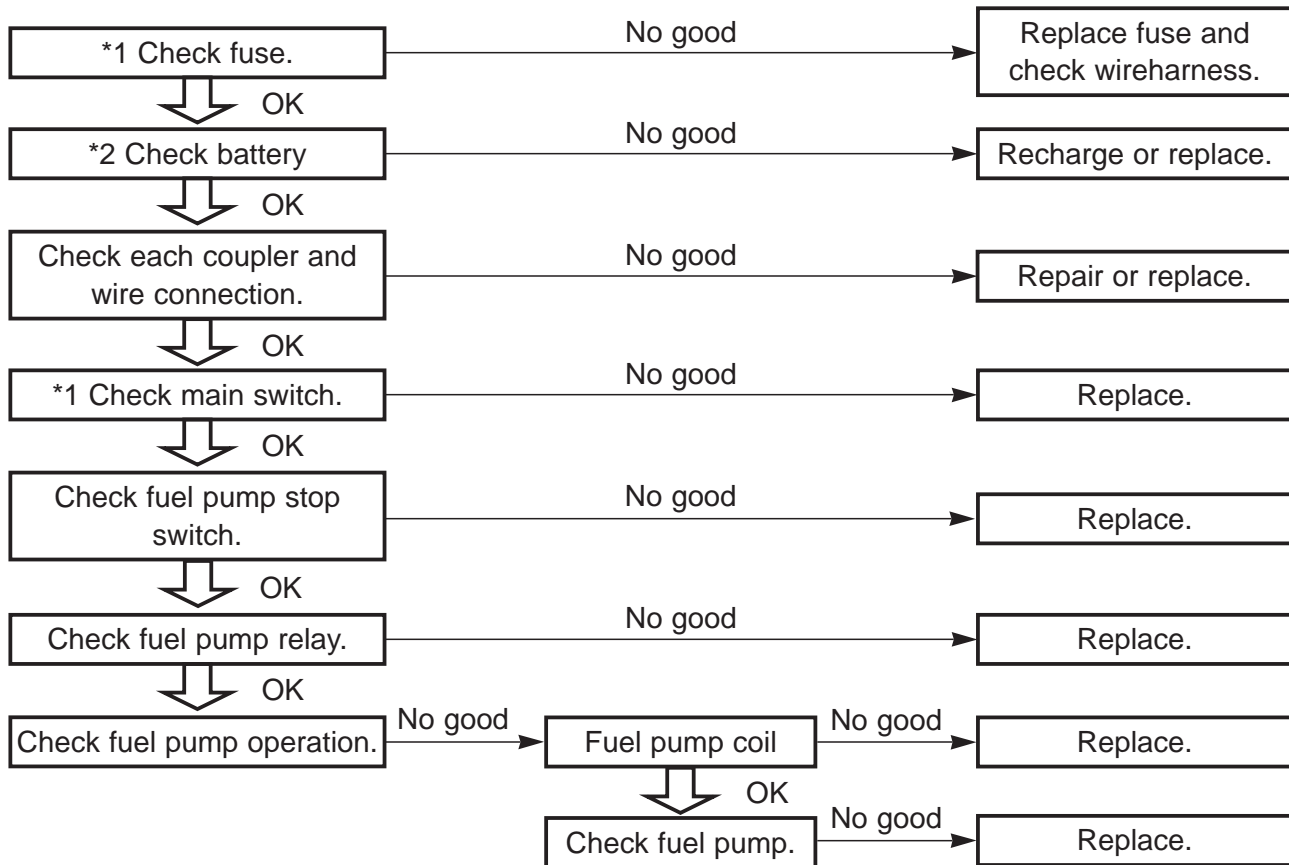 *1 Check fuse.
No good
Replace fuse and
check wireharness.
OK
*2 Check battery
No good
Recharge or replace.
OK
Check each coupler and
wire connection.
No good
Repair or replace.
OK
*1 Check main switch.
No good
Replace.
OK
Check fuel pump stop
switch.
No good
Replace.
OK
Check fuel pump relay.
No good
Replace.
OK
Check fuel pump operation.
No good
Fuel pump coil
No good
Replace.
OK
Check fuel pump.
No good
Replace.